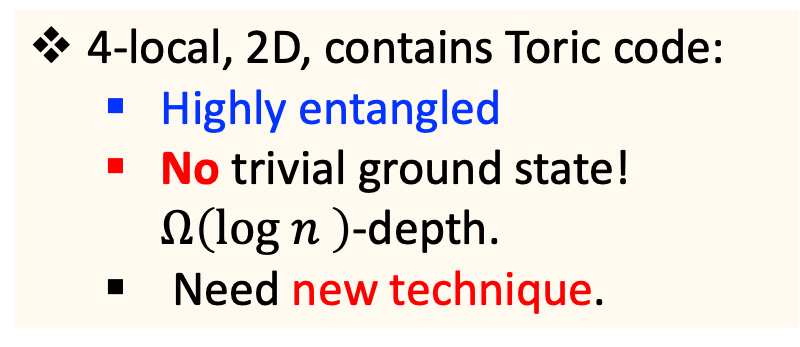 ❖ 4-local, 2D, contains Toric code:
▪ Highly entangled
▪ No trivial ground state!
Ω(log n )-depth.
▪ Need new technique.